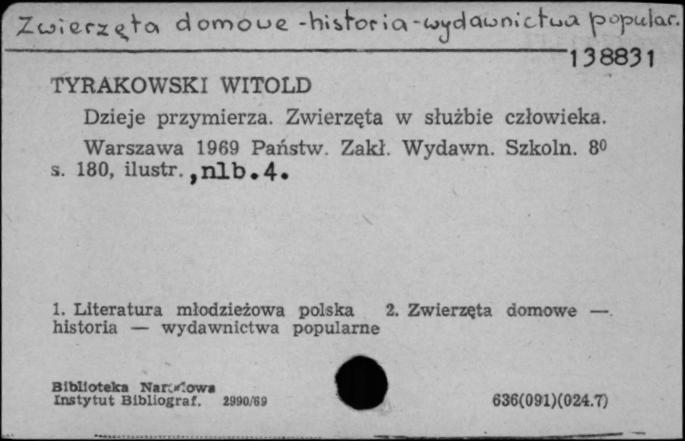 Zwierzęta domowe - historia - wydawnictwa popular.
138831
TYRAKOWSKI WITOLD
Dzieje przymierza. Zwierzęta w służbie człowieka.
Warszawa 1969 Państw. Zakł. Wydawn. Szkoln. 8⁰
s. 180, ilustr. , nlb. 4.
1. Literatura młodzieżowa polska 2. Zwierzęta domowe —
historia — wydawnictwa popularne
Biblioteka Narodowa
Instytut Bibliograf. 2990/69
636(091)(024.7)